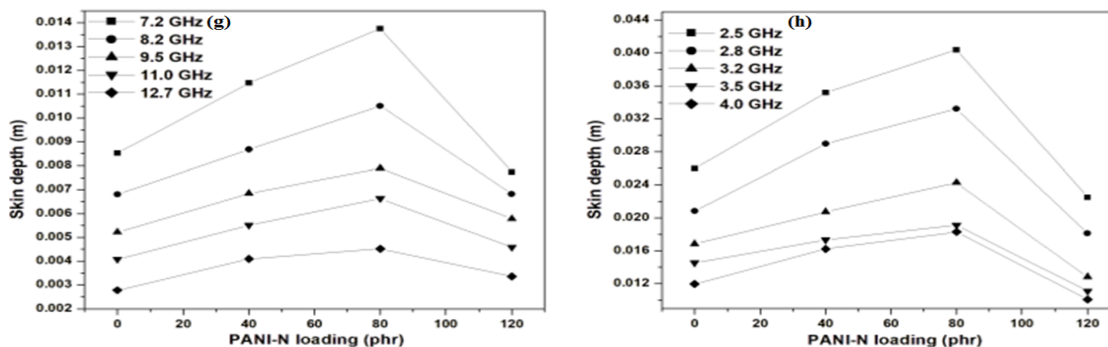 (g)
7.2 GHz
8.2 GHz
9.5 GHz
11.0 GHz
12.7 GHz
Skin depth (m)
0.014
0.013
0.012
0.011
0.010
0.009
0.008
0.007
0.006
0.005
0.004
0.003
0.002
0 20 40 60 80 100 120
PANI-N loading (phr)
(h)
2.5 GHz
2.8 GHz
3.2 GHz
3.5 GHz
4.0 GHz
Skin depth (m)
0.044
0.040
0.036
0.032
0.028
0.024
0.020
0.016
0.012
0 20 40 60 80 100 120
PANI-N loading (phr)